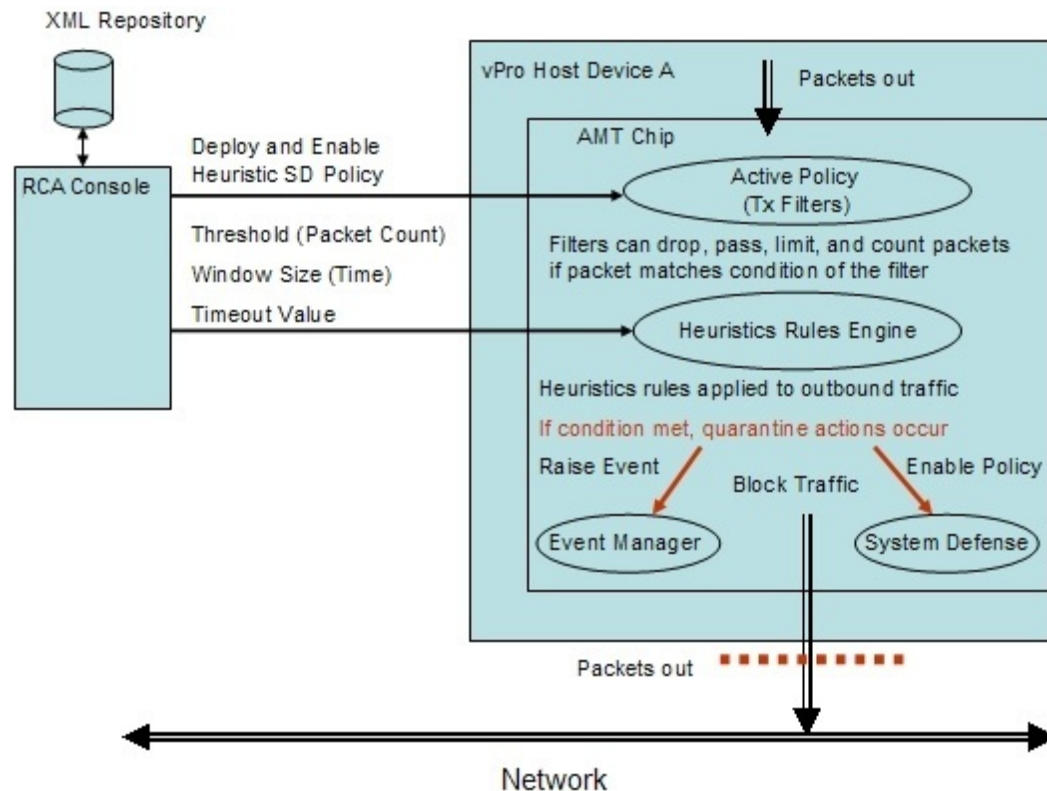 XML Repository
vPro Host Device A
Packets out
AMT Chip
Deploy and Enable
Heuristic SD Policy
RCA Console
Active Policy
(Tx Filters)
Threshold (Packet Count)
Window Size (Time)
Timeout Value
Filters can drop, pass, limit, and count packets
if packet matches condition of the filter
Heuristics Rules Engine
Heuristics rules applied to outbound traffic
If condition met, quarantine actions occur
Raise Event
Enable Policy
Block Traffic
Event Manager
System Defense
Packets out
Network